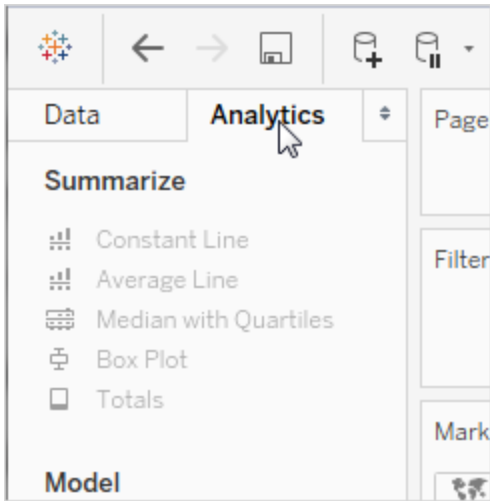 Data
Analytics
Page
Summarize
Constant Line
Average Line
Median with Quartiles
Box Plot
Totals
Filter
Mark
Model